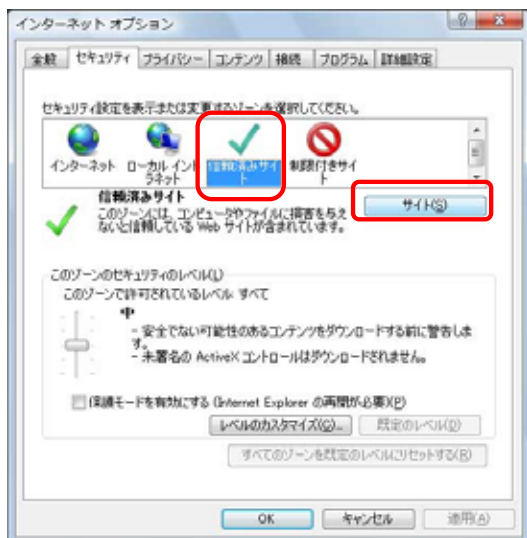 インターネット オプション
全般 セキュリティ プライバシー コンテンツ 接続 プログラム 詳細設定
セキュリティ設定を表示または変更するゾーンを選択してください。
インターネット ローカル イントラネット 信頼済みサイト 制限付きサイト
信頼済みサイト
サイト(S)
このゾーンには、コンピュータやファイルに損害を与え
ないと信頼している Web サイトが含まれています。
このゾーンのセキュリティのレベル(L)
このゾーンで許可されているレベル: すべて
中
- 安全でない可能性のあるコンテンツをダウンロードする前に警告しま
す。
- 未署名の ActiveX コントロールはダウンロードされません。
保護モードを有効にする (Internet Explorer の再開が必要)(P)
レベルのカスタマイズ(C)... 既定のレベル(D)
すべてのゾーンを既定のレベルにリセットする(R)
OK キャンセル 適用(A)